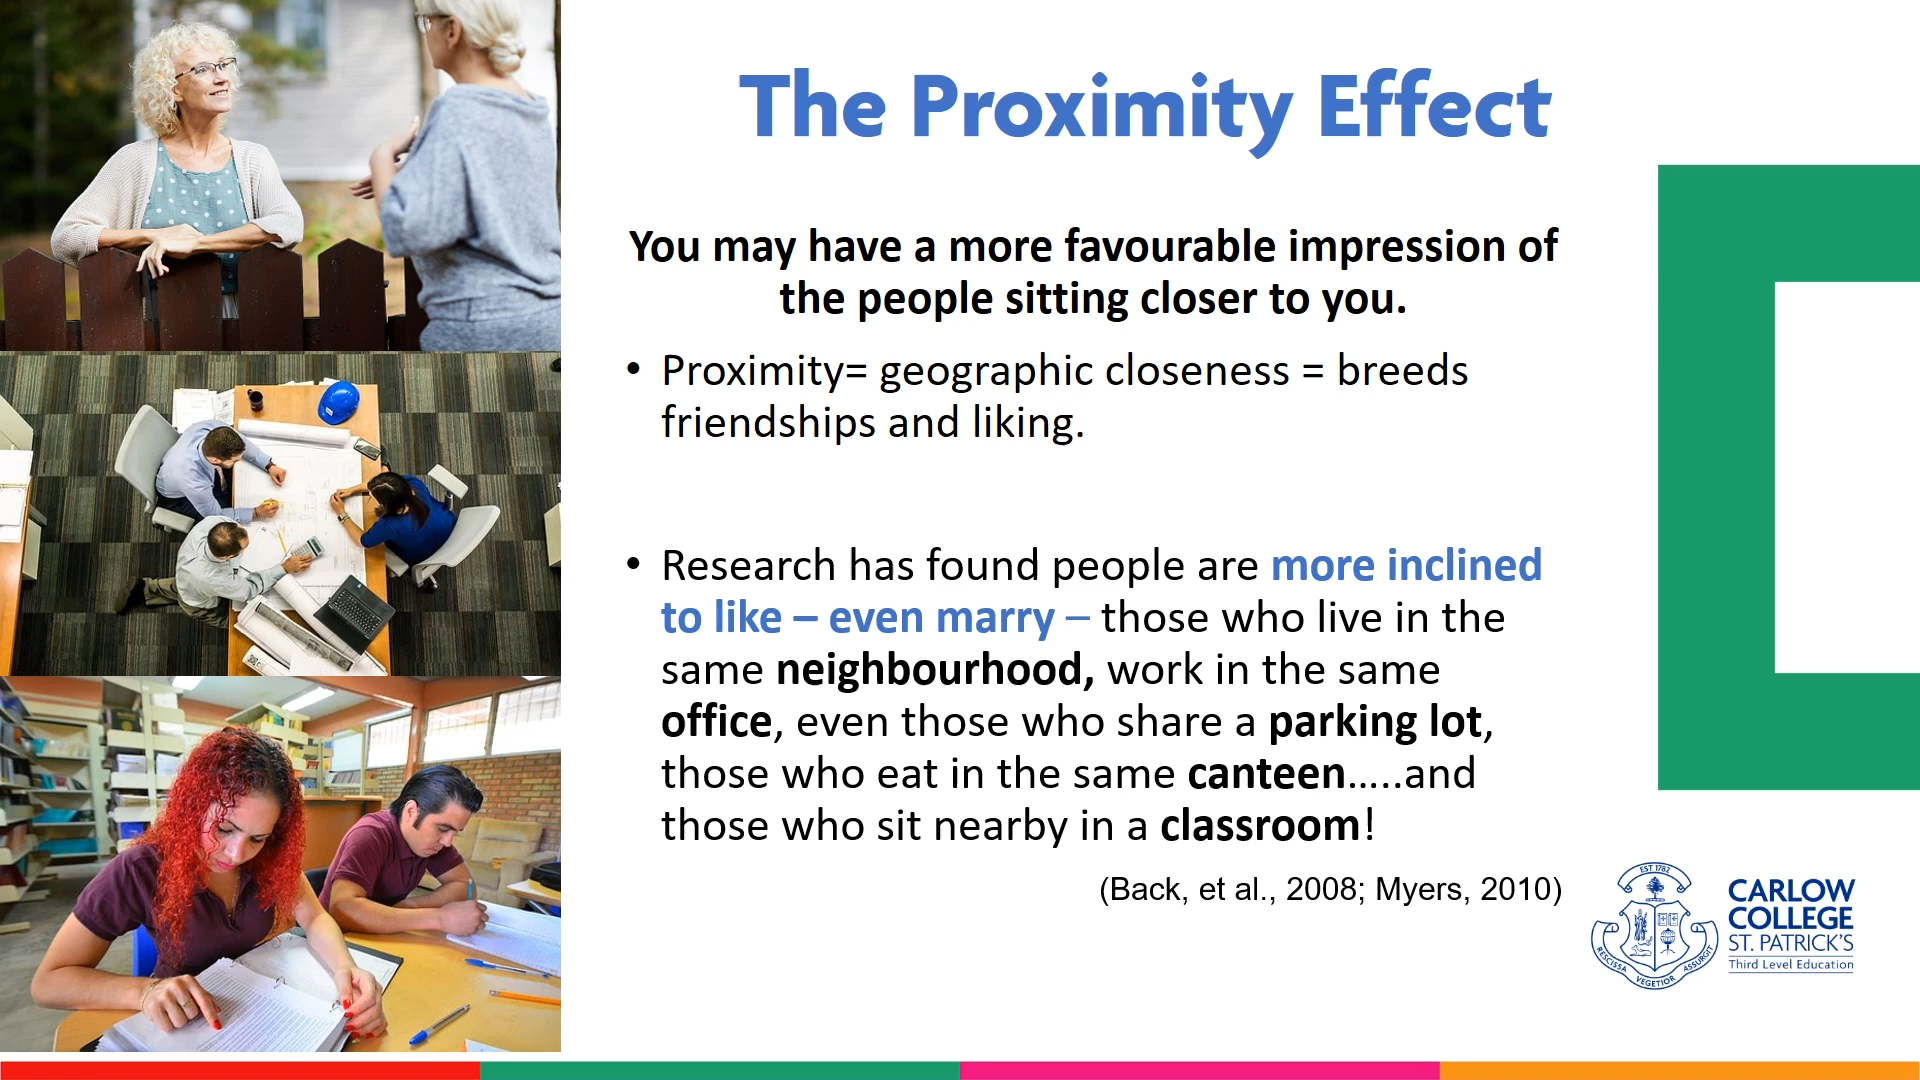 The Proximity Effect
You may have a more favourable impression of
the people sitting closer to you.
• Proximity= geographic closeness = breeds
friendships and liking.
• Research has found people are more inclined
to like – even marry – those who live in the
same neighbourhood, work in the same
office, even those who share a parking lot,
those who eat in the same canteen…..and
those who sit nearby in a classroom!
(Back, et al., 2008; Myers, 2010)
EST 1782
RESCISSA VEGETIOR ASSURGIT
CARLOW
COLLEGE
ST. PATRICK'S
Third Level Education